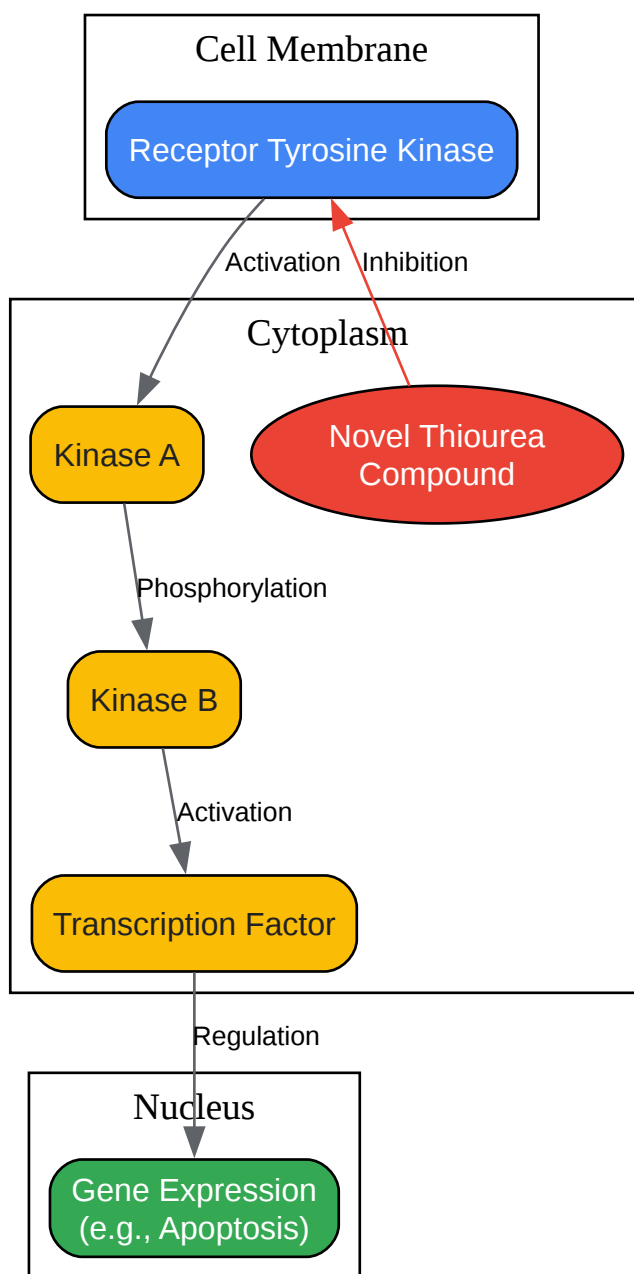 Cell Membrane
Receptor Tyrosine Kinase
Activation
Inhibition
Cytoplasm
Kinase A
Novel Thiourea
Compound
Phosphorylation
Kinase B
Activation
Transcription Factor
Regulation
Nucleus
Gene Expression
(e.g., Apoptosis)